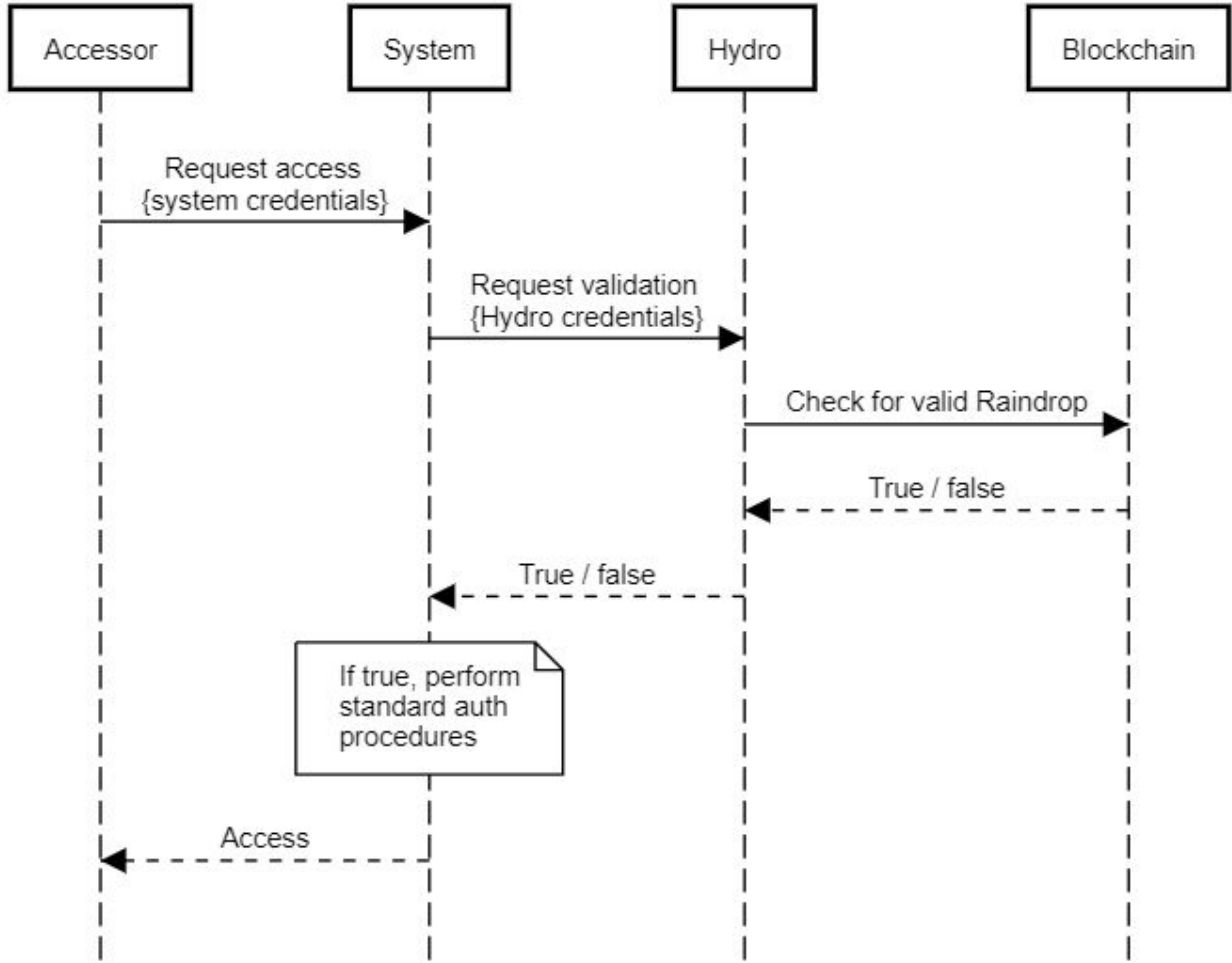 Accessor
System
Hydro
Blockchain
Request access
{system credentials}
Request validation
{Hydro credentials}
Check for valid Raindrop
True / false
True / false
If true, perform
standard auth
procedures
Access